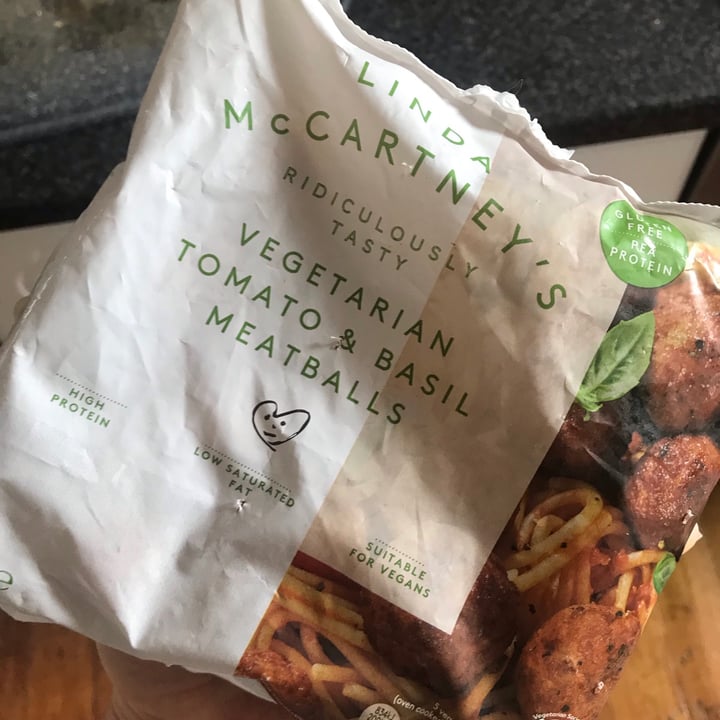 LINDA
McCARTNEY'S
RIDICULOUSLY
TASTY
VEGETARIAN
TOMATO & BASIL
MEATBALLS
GLUTEN
FREE
PEA
PROTEIN
HIGH
PROTEIN
LOW SATURATED
FAT
SUITABLE
FOR VEGANS
e